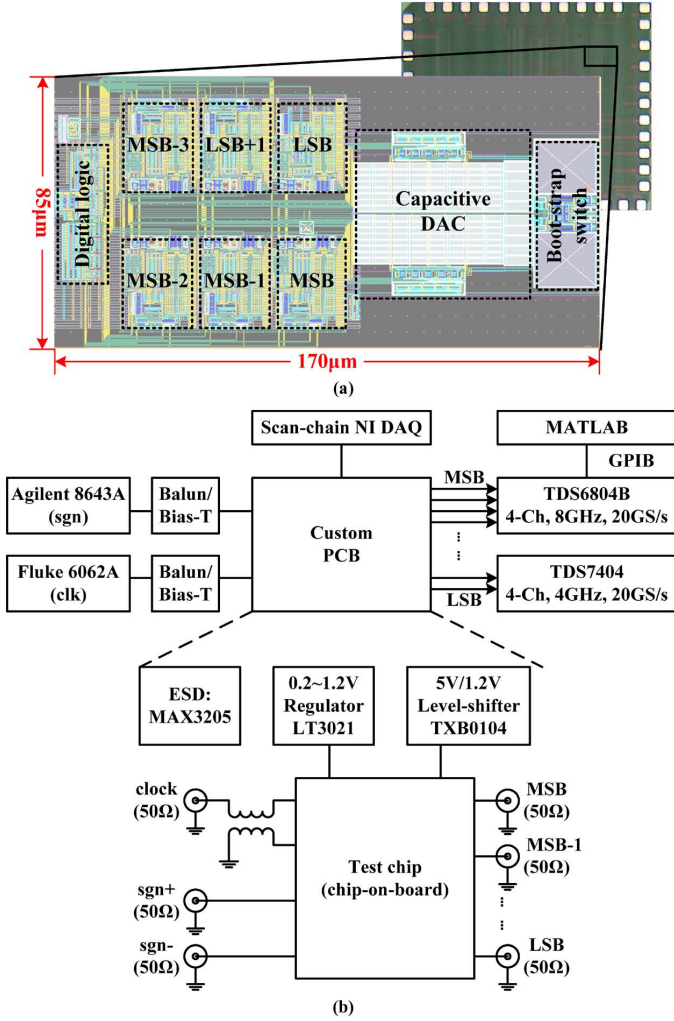 MSB-3
LSB+1
LSB
Digital logic
85μm
Capacitive
DAC
Boot-strap
switch
MSB-2
MSB-1
MSB
170μm
(a)
Scan-chain NI DAQ
MATLAB
GPIB
Agilent 8643A
(sgn)
Balun/
Bias-T
Custom
PCB
MSB
TDS6804B
4-Ch, 8GHz, 20GS/s
Fluke 6062A
(clk)
Balun/
Bias-T
LSB
TDS7404
4-Ch, 4GHz, 20GS/s
ESD:
MAX3205
0.2~1.2V
Regulator
LT3021
5V/1.2V
Level-shifter
TXB0104
clock
(50Ω)
MSB
(50Ω)
MSB-1
(50Ω)
Test chip
(chip-on-board)
sgn+
(50Ω)
sgn-
(50Ω)
LSB
(50Ω)
(b)